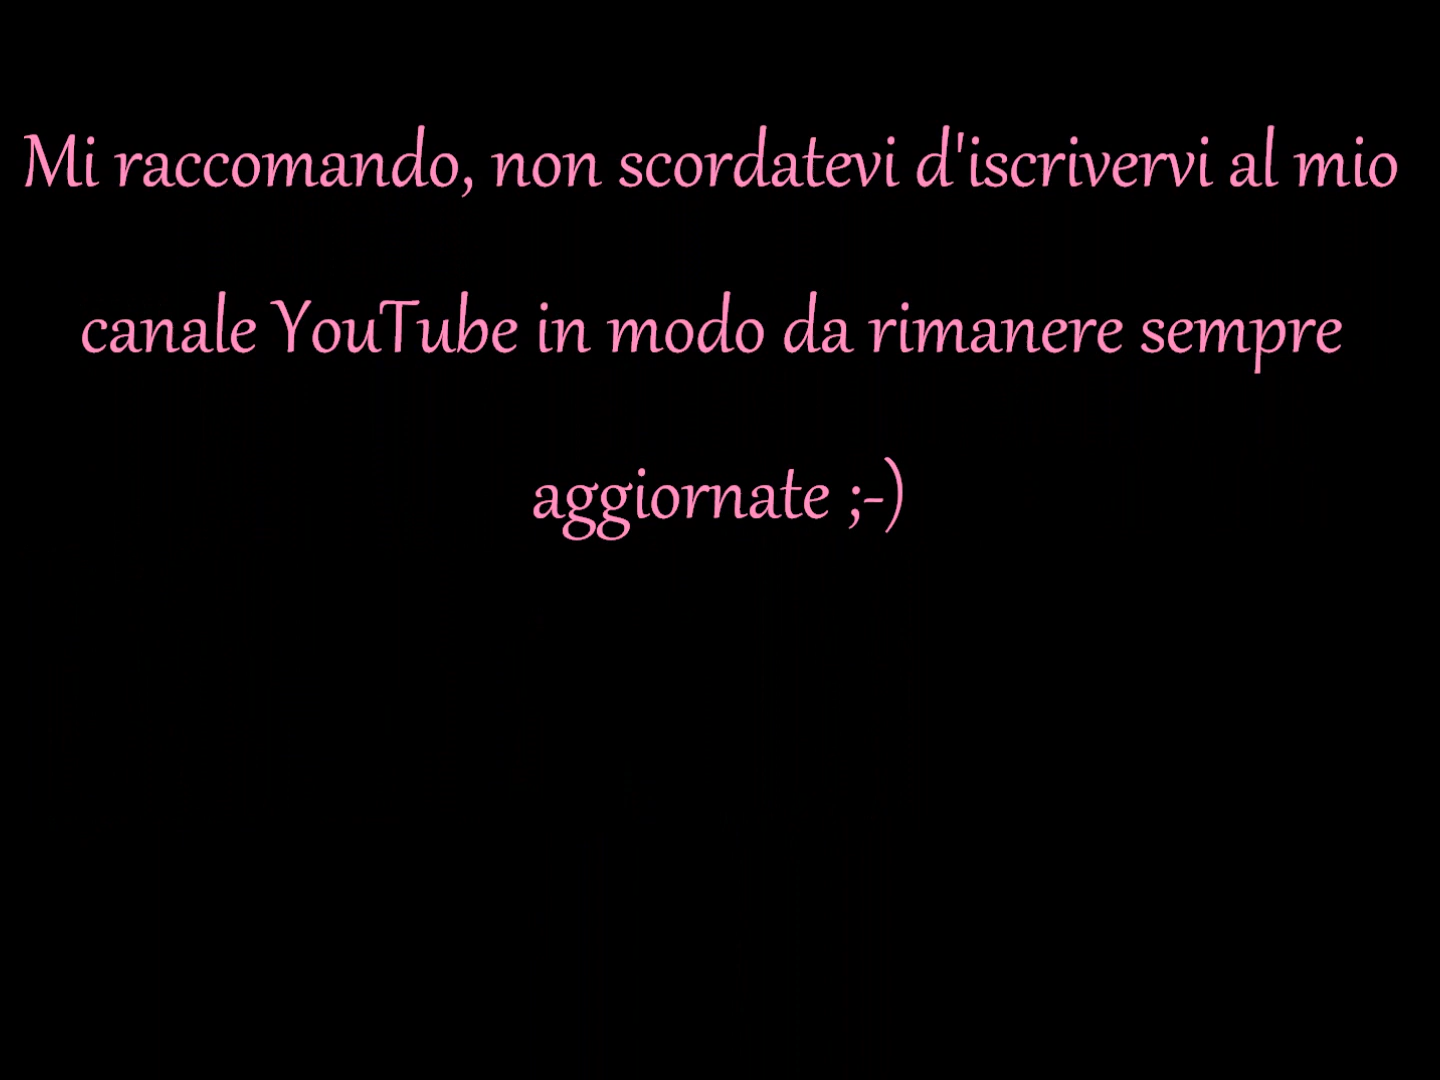 Mi raccomando, non scordatevi d'iscrivervi al mio
canale YouTube in modo da rimanere sempre
aggiornate ;-)